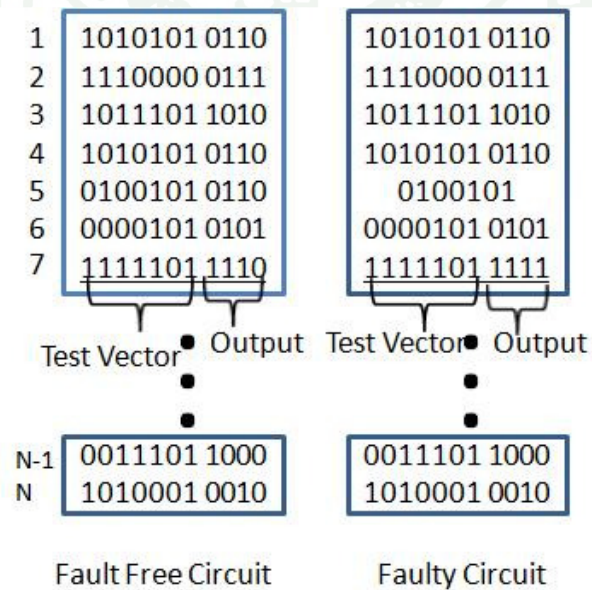 1 1010101 0110 1010101 0110
2 1110000 0111 1110000 0111
3 1011101 1010 1011101 1010
4 1010101 0110 1010101 0110
5 0100101 0110 0100101
6 0000101 0101 0000101 0101
7 1111101 1110 1111101 1111
Test Vector Output Test Vector Output
N-1 0011101 1000 0011101 1000
N 1010001 0010 1010001 0010
Fault Free Circuit Faulty Circuit